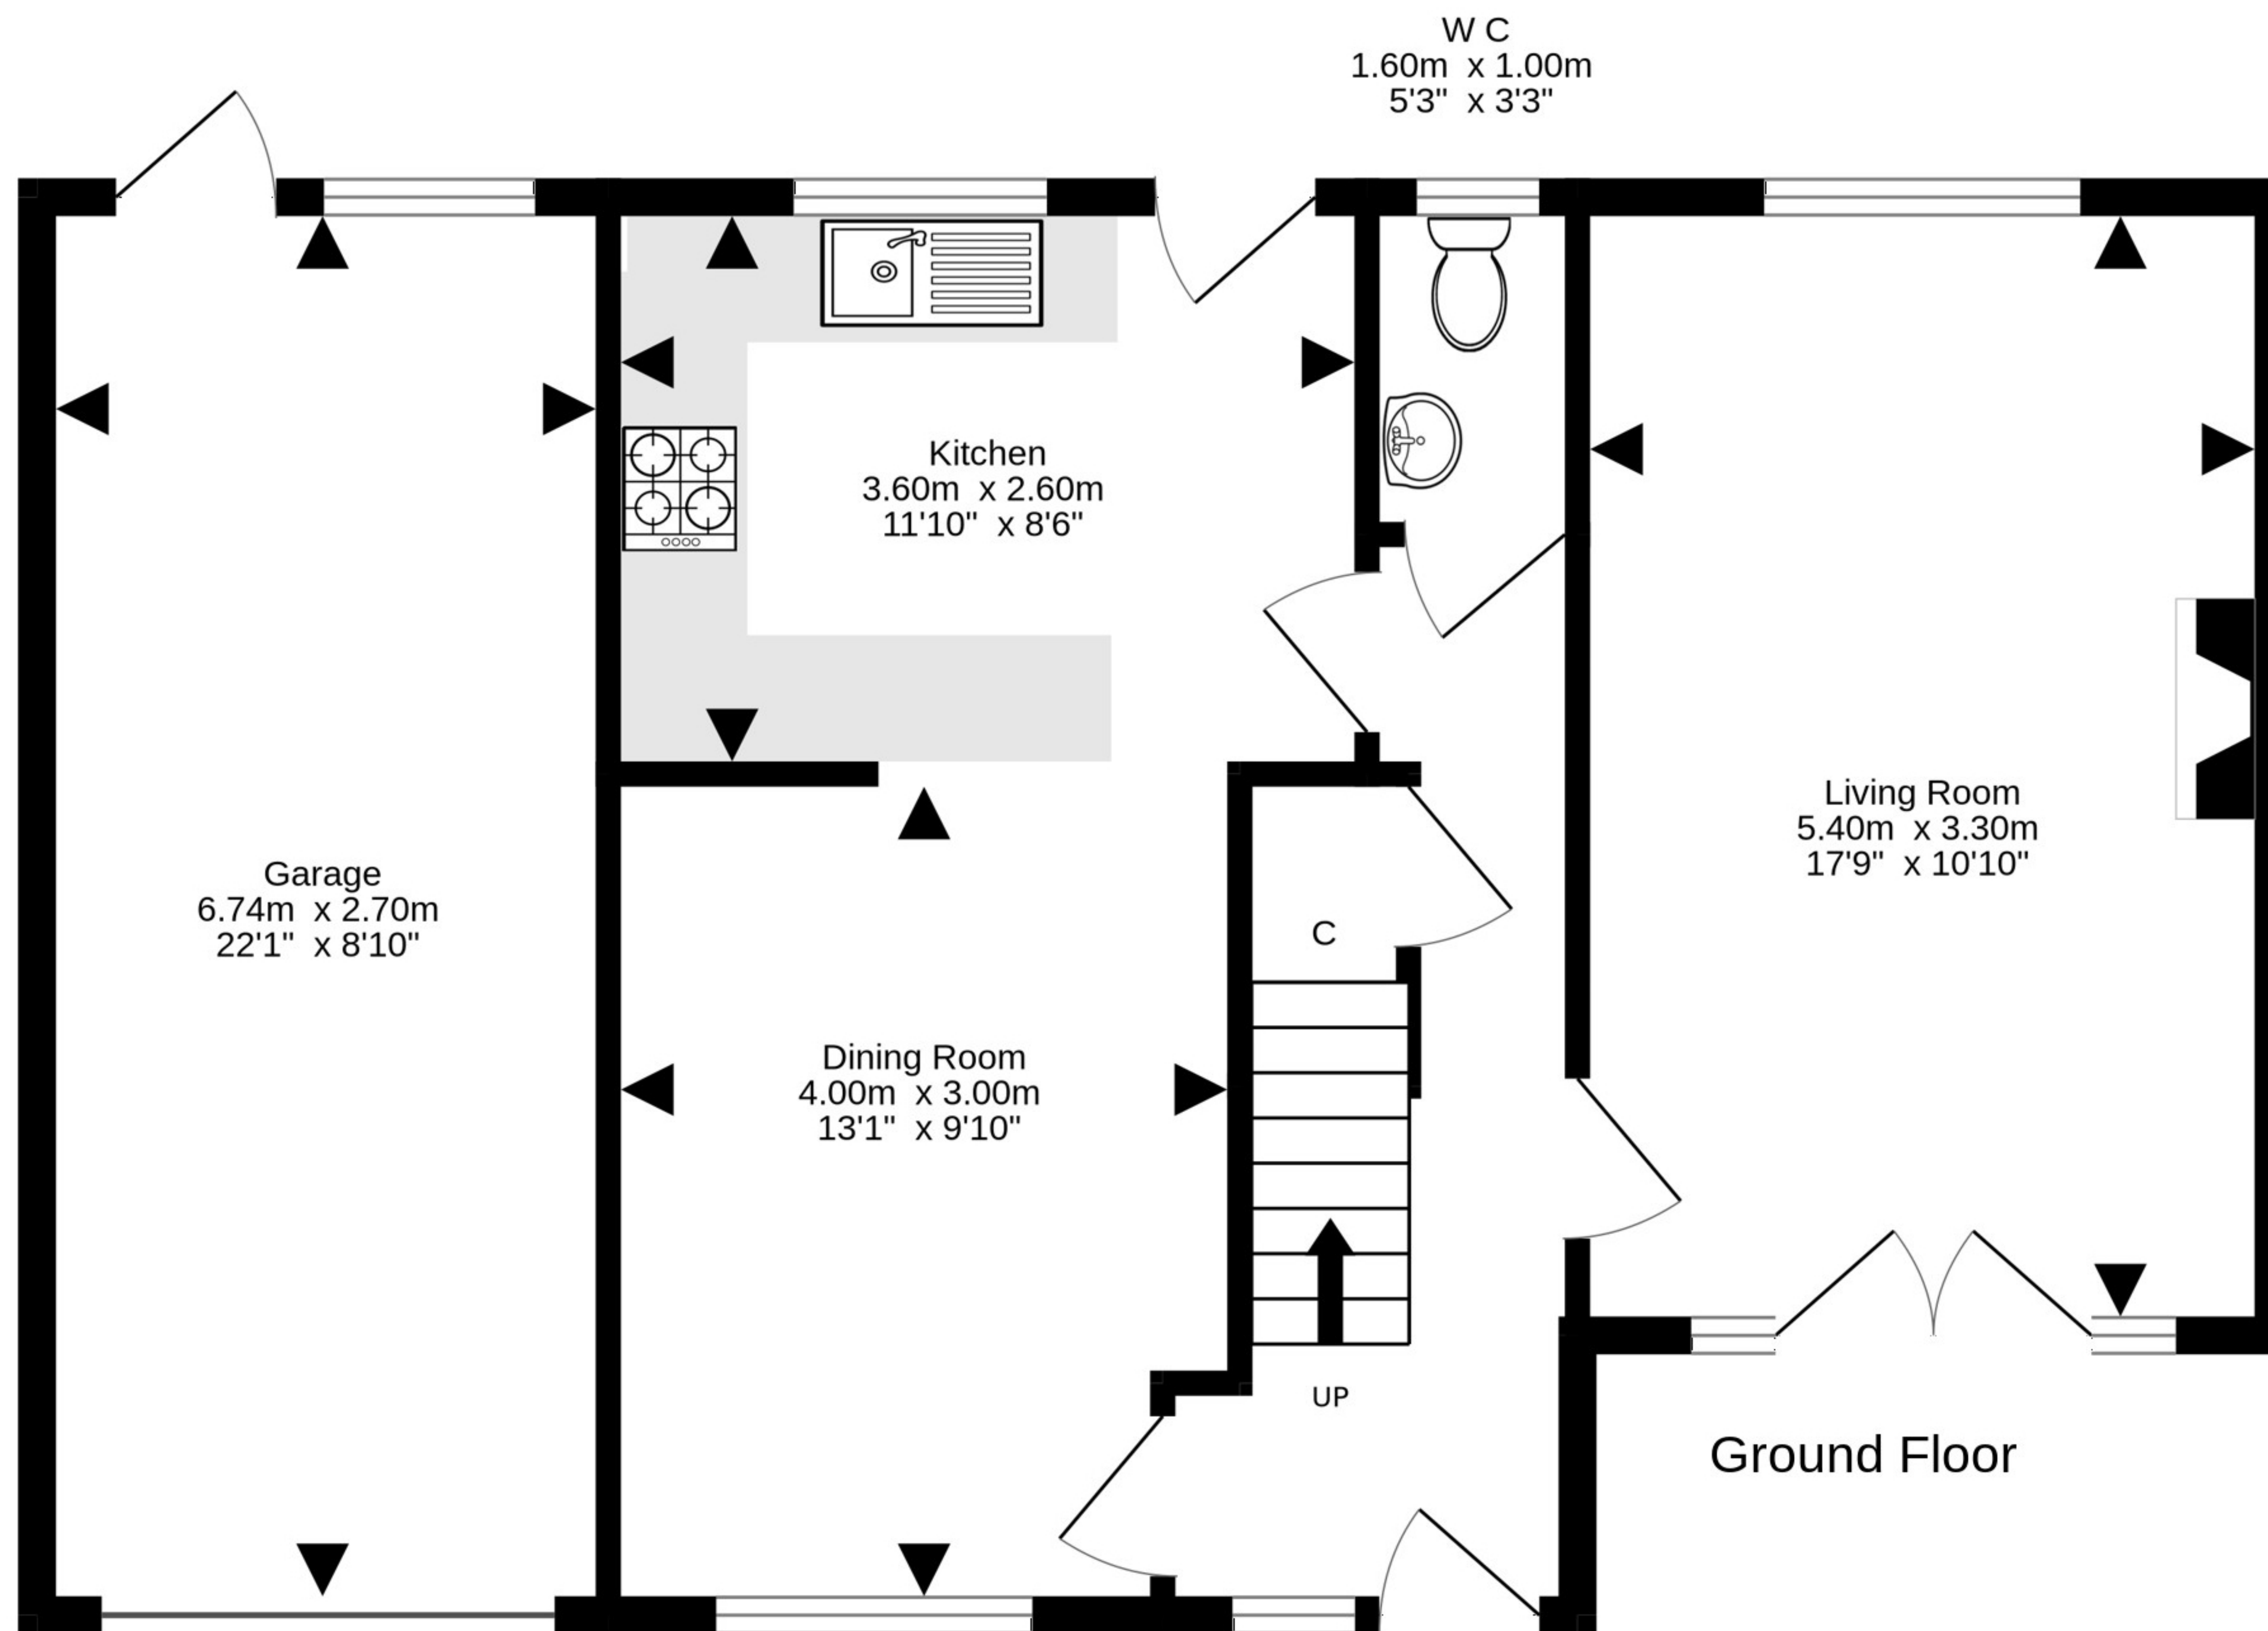 W C
1.60m x 1.00m
5'3" x 3'3"
Kitchen
3.60m x 2.60m
11'10" x 8'6"
Living Room
5.40m x 3.30m
17'9" x 10'10"
Garage
6.74m x 2.70m
22'1" x 8'10"
C
Dining Room
4.00m x 3.00m
13'1" x 9'10"
UP
Ground Floor